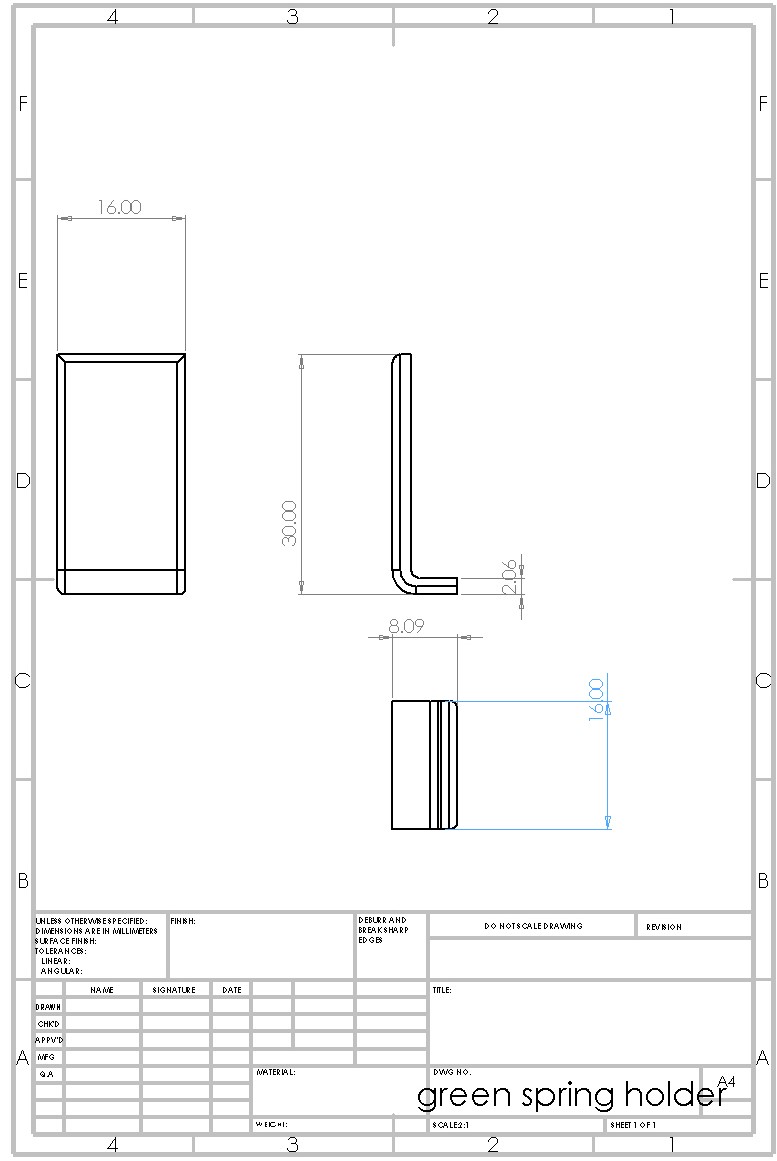 4 3 2 1
F F
16.00
E E
D D
30.00
2.06
8.09
C C
16.00
B B
UNLESS OTHERWISE SPECIFIED:
DIMENSIONS ARE IN MILLIMETERS
SURFACE FINISH:
TOLERANCES:
LINEAR:
ANGULAR:
FINISH:
DEBURR AND
BREAK SHARP
EDGES
DO NOT SCALE DRAWING
REVISION
NAME SIGNATURE DATE
TITLE:
DRAWN
CHK'D
APPV'D
MFG
Q.A
A A
MATERIAL:
DWG NO.
green spring holder
A4
WEIGHT:
SCALE:2:1
SHEET 1 OF 1
4 3 2 1